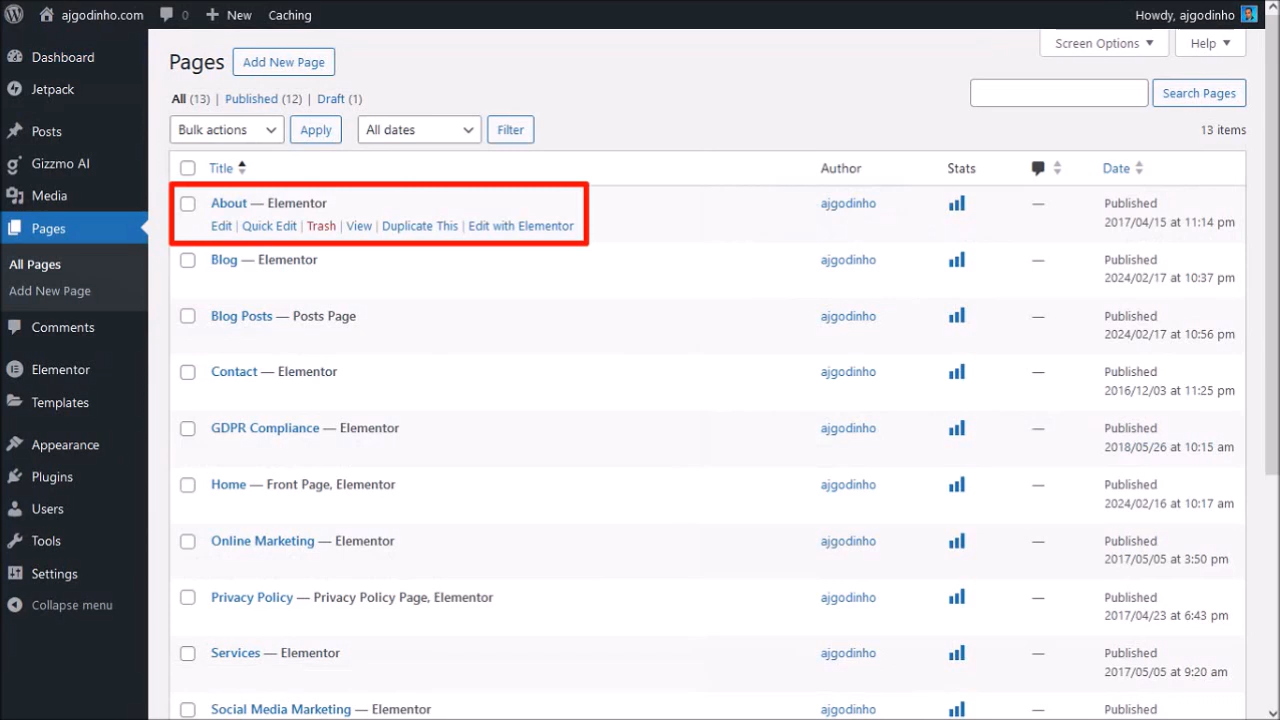 ajgodinho.com 0 New Caching Howdy, ajgodinho
Dashboard
Jetpack
Posts
Gizzmo AI
Media
Pages
All Pages
Add New Page
Comments
Elementor
Templates
Appearance
Plugins
Users
Tools
Settings
Collapse menu
Screen Options Help
Pages Add New Page
All (13) | Published (12) | Draft (1)
Search Pages
Bulk actions Apply All dates Filter
13 items
Title Author Stats Date
About — Elementor ajgodinho — Published
Edit | Quick Edit | Trash | View | Duplicate This | Edit with Elementor 2017/04/15 at 11:14 pm
Blog — Elementor ajgodinho — Published
2024/02/17 at 10:37 pm
Blog Posts — Posts Page ajgodinho — Published
2024/02/17 at 10:56 pm
Contact — Elementor ajgodinho — Published
2016/12/03 at 11:25 pm
GDPR Compliance — Elementor ajgodinho — Published
2018/05/26 at 10:15 am
Home — Front Page, Elementor ajgodinho — Published
2024/02/16 at 10:17 am
Online Marketing — Elementor ajgodinho — Published
2017/05/05 at 3:50 pm
Privacy Policy — Privacy Policy Page, Elementor ajgodinho — Published
2017/04/23 at 6:43 pm
Services — Elementor ajgodinho — Published
2017/05/05 at 9:20 am
Social Media Marketing — Elementor ajgodinho — Published